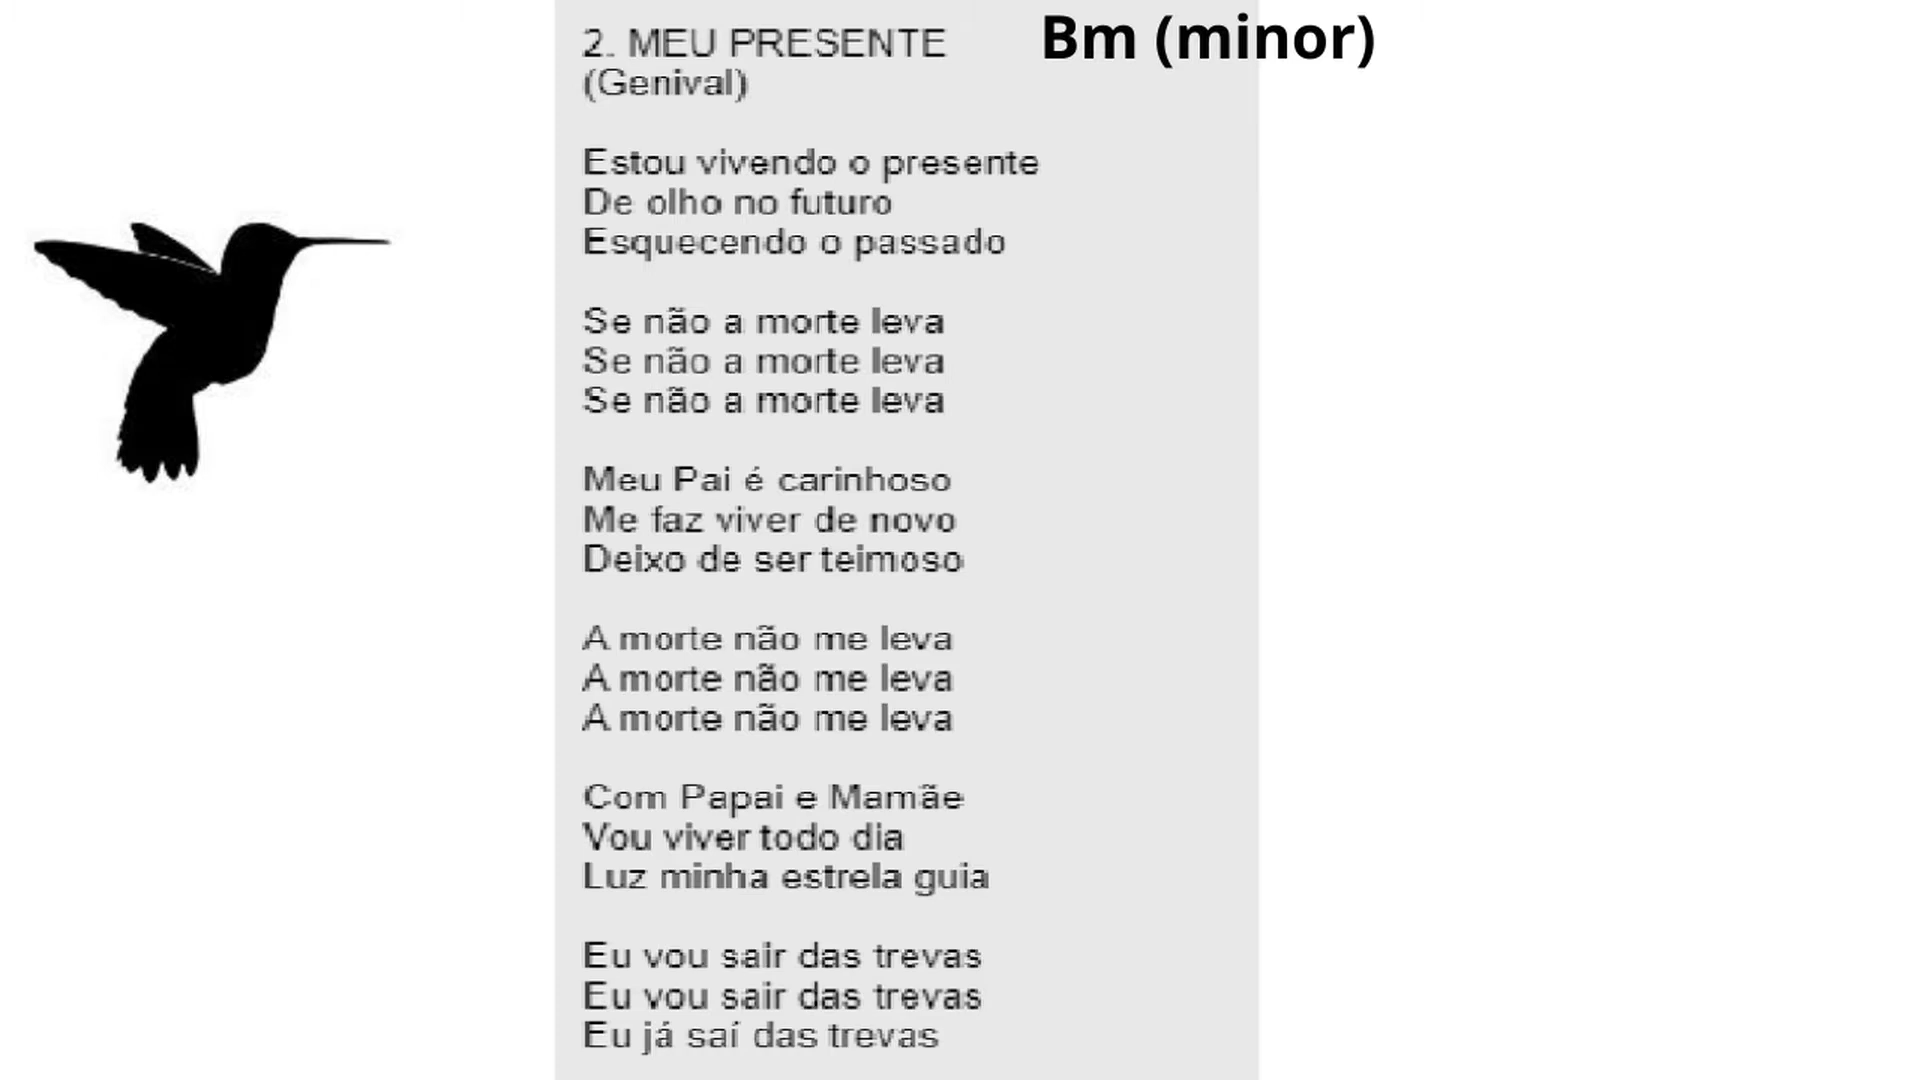 2. MEU PRESENTE
Bm (minor)
(Genival)
Estou vivendo o presente
De olho no futuro
Esquecendo o passado
Se não a morte leva
Se não a morte leva
Se não a morte leva
Meu Pai é carinhoso
Me faz viver de novo
Deixo de ser teimoso
A morte não me leva
A morte não me leva
A morte não me leva
Com Papai e Mamãe
Vou viver todo dia
Luz minha estrela guia
Eu vou sair das trevas
Eu vou sair das trevas
Eu já saí das trevas